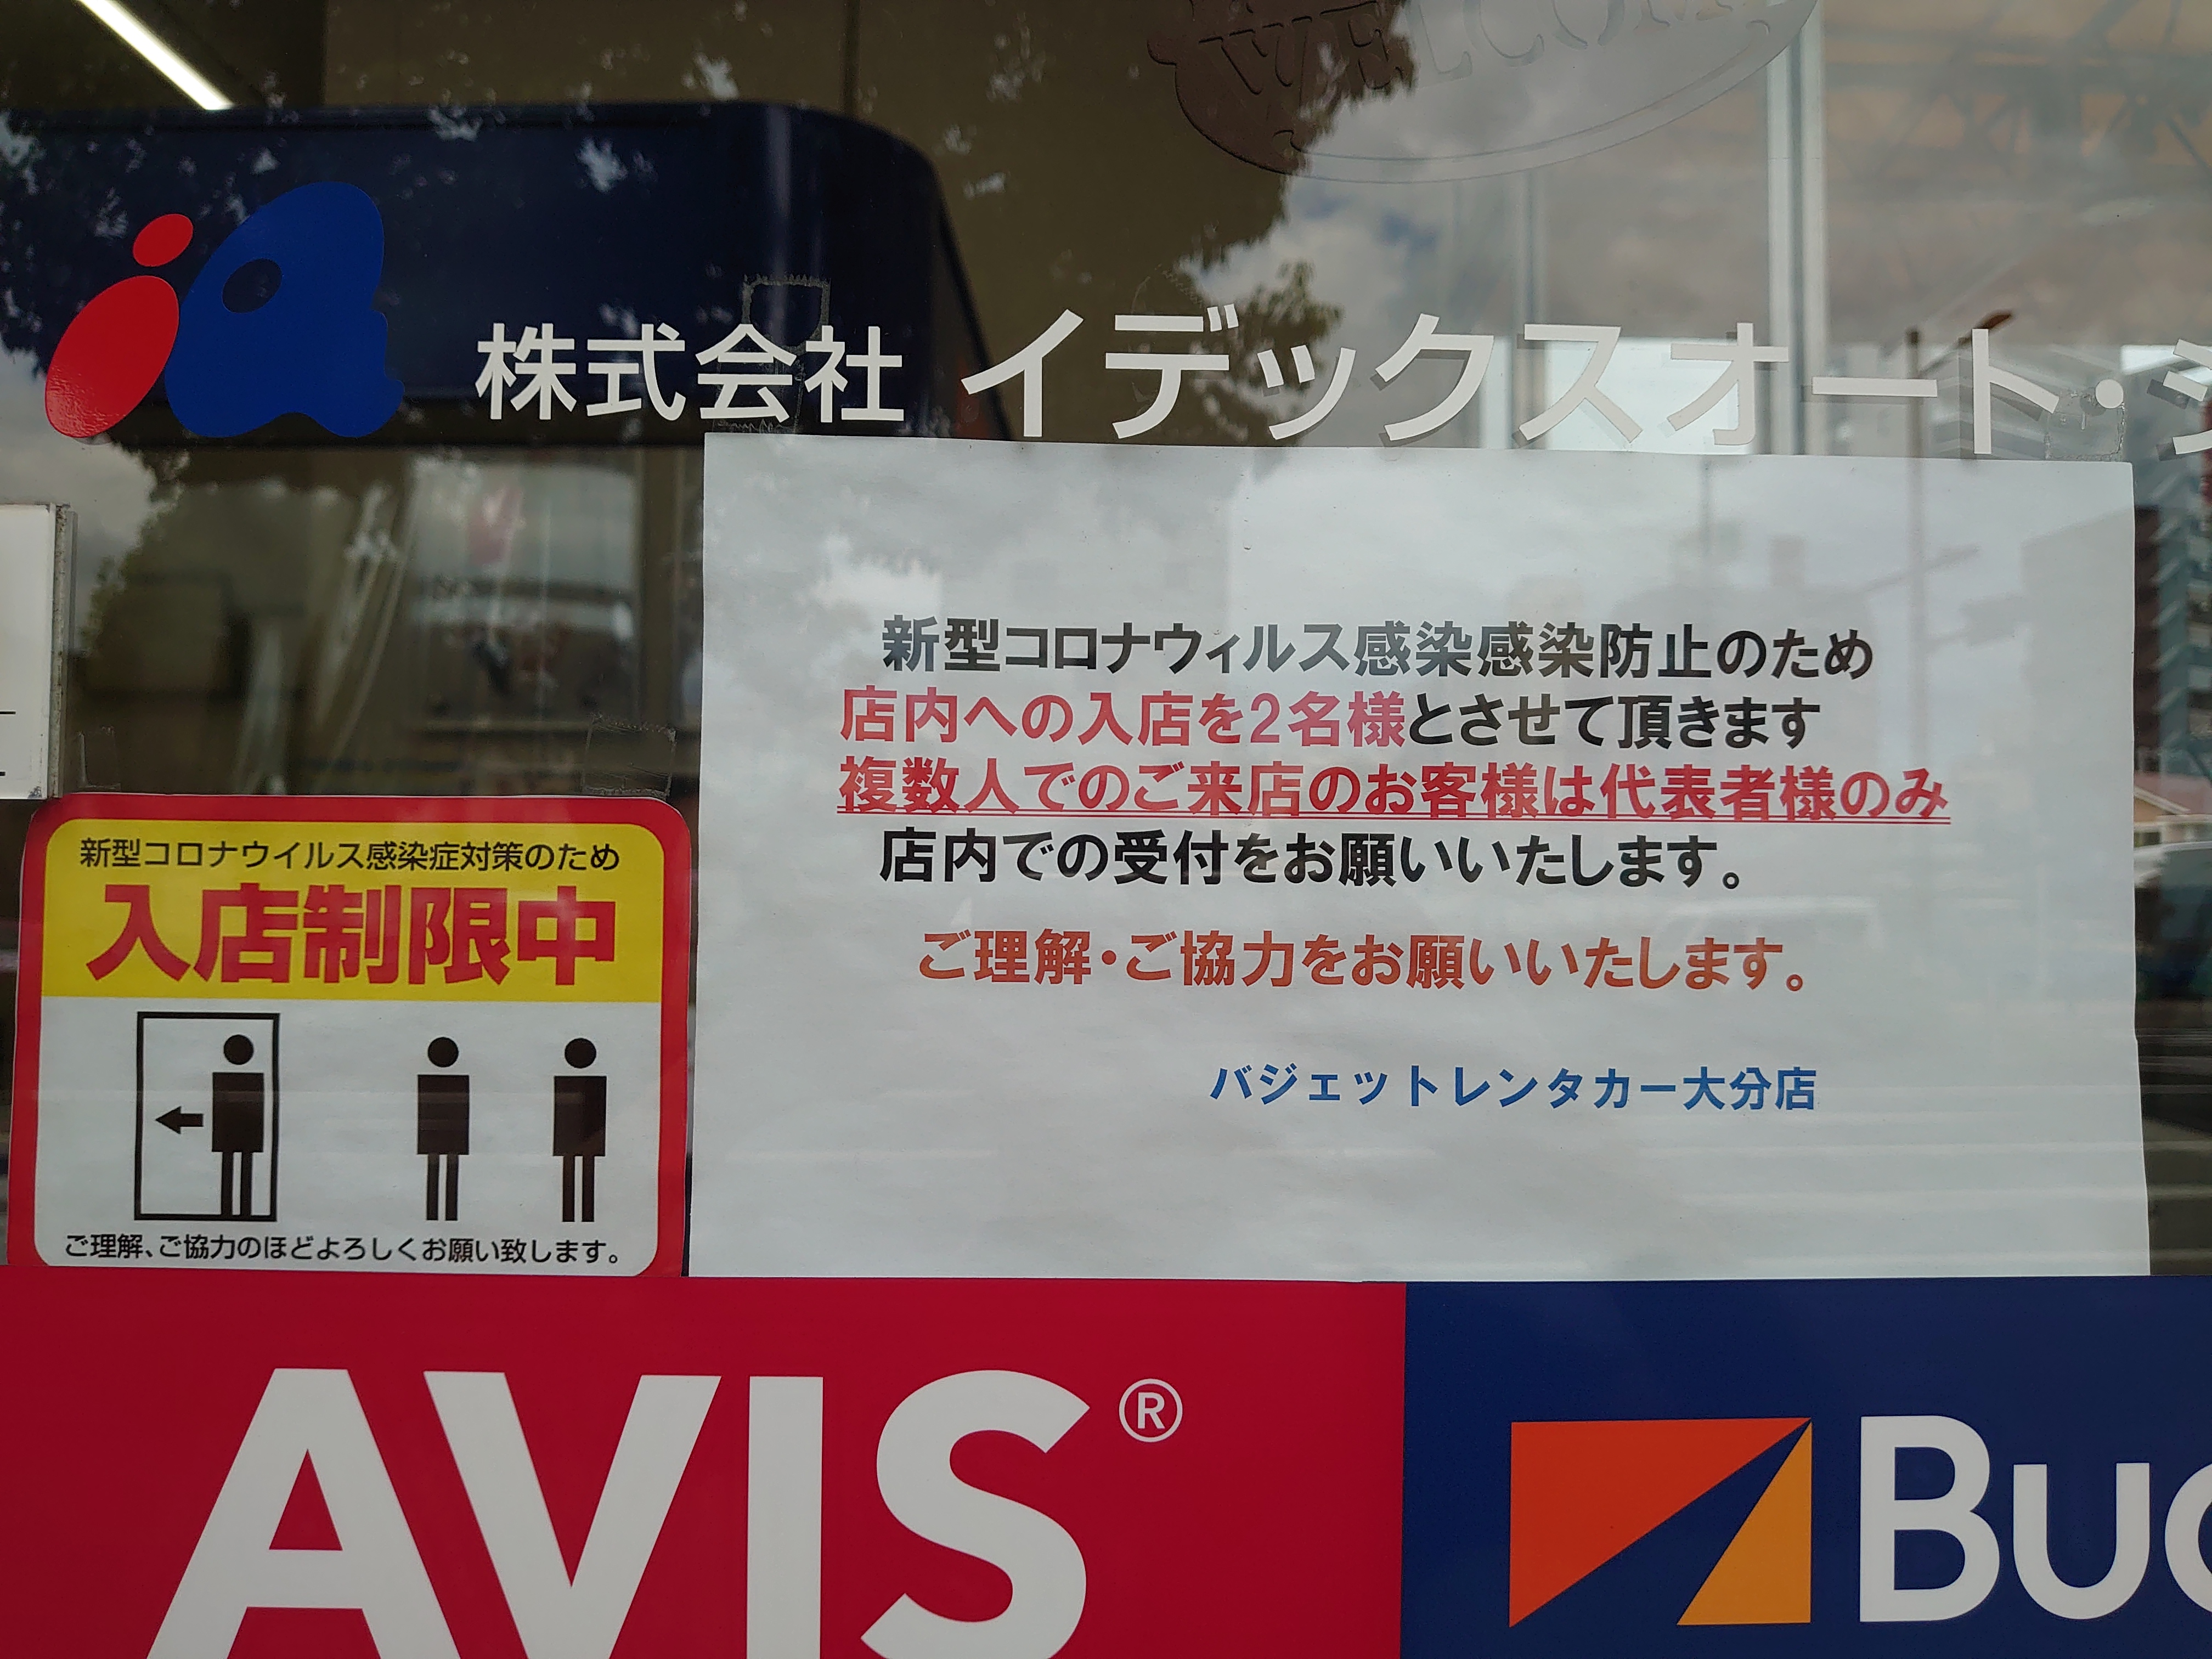 WELCOM
株式会社 イデックスオート・ジ
新型コロナウィルス感染感染防止のため
店内への入店を2名様とさせて頂きます
複数人でのご来店のお客様は代表者様のみ
店内での受付をお願いいたします。
ご理解・ご協力をお願いいたします。
バジェットレンタカー大分店
新型コロナウイルス感染症対策のため
入店制限中
ご理解、ご協力のほどよろしくお願い致します。
AVIS®
Bud